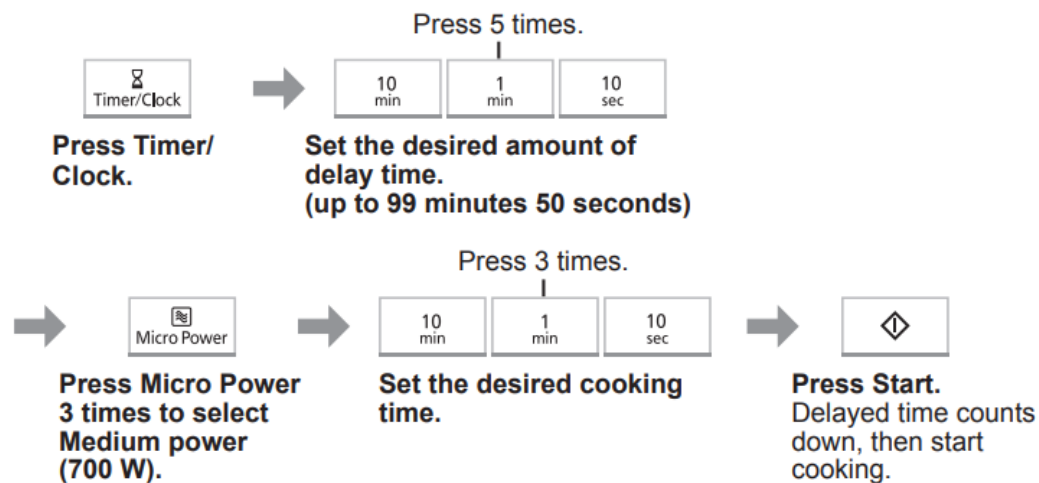 Press 5 times.
Timer/Clock
10
min
1
min
10
sec
Press Timer/
Clock.
Set the desired amount of
delay time.
(up to 99 minutes 50 seconds)
Press 3 times.
Micro Power
10
min
1
min
10
sec
Press Micro Power
3 times to select
Medium power
(700 W).
Set the desired cooking
time.
Press Start.
Delayed time counts
down, then start
cooking.